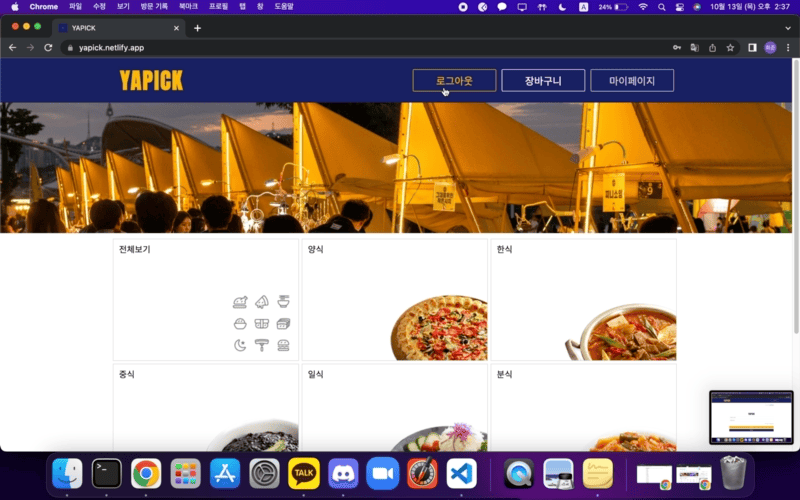 Chrome 파일 수정 보기 방문 기록 북마크 프로필 탭 창 도움말 A 24% 10월 13일 (목) 오후 2:37
YAPICK
yapick.netlify.app
YAPICK 로그아웃 장바구니 마이페이지
전체보기 양식 한식
중식 일식 분식
TALK